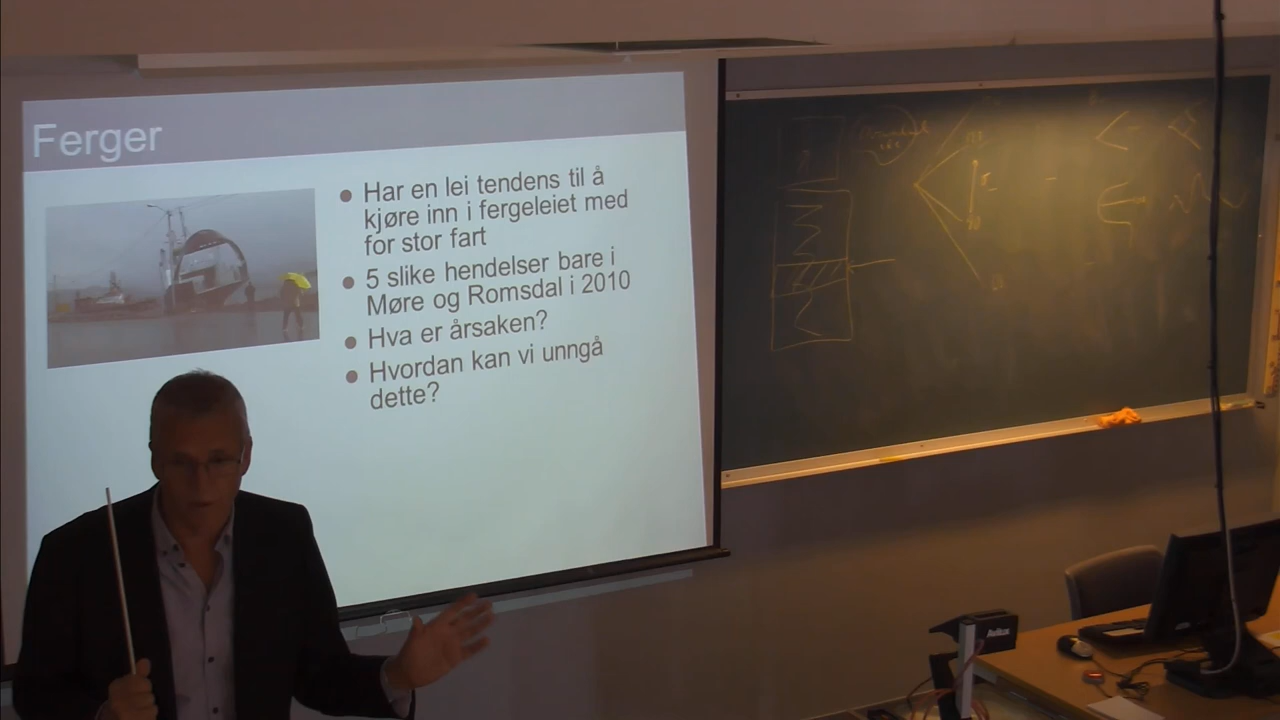 Ferger
Har en lei tendens til å
kjøre inn i fergeleiet med
for stor fart
5 slike hendelser bare i
Møre og Romsdal i 2010
Hva er årsaken?
Hvordan kan vi unngå
dette?